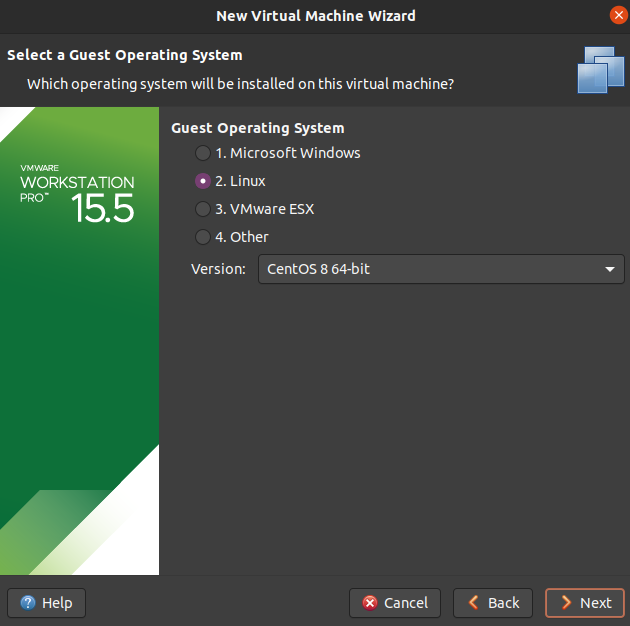 New Virtual Machine Wizard
Select a Guest Operating System
Which operating system will be installed on this virtual machine?
VMWARE
WORKSTATION
PRO™ 15.5
Guest Operating System
1. Microsoft Windows
2. Linux
3. VMware ESX
4. Other
Version: CentOS 8 64-bit
Help Cancel Back Next